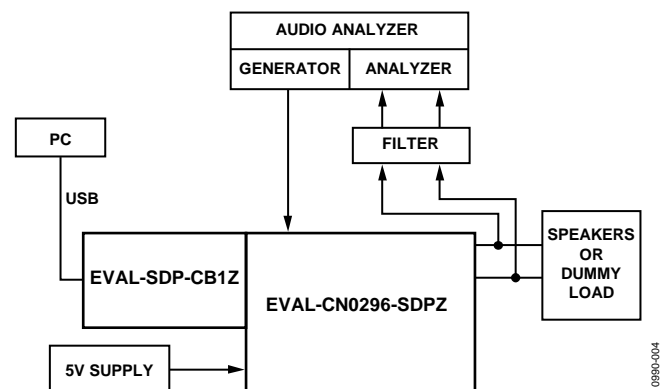 AUDIO ANALYZER
GENERATOR
ANALYZER
PC
FILTER
USB
SPEAKERS
OR
DUMMY
LOAD
EVAL-SDP-CB1Z
EVAL-CN0296-SDPZ
5V SUPPLY
0990-004